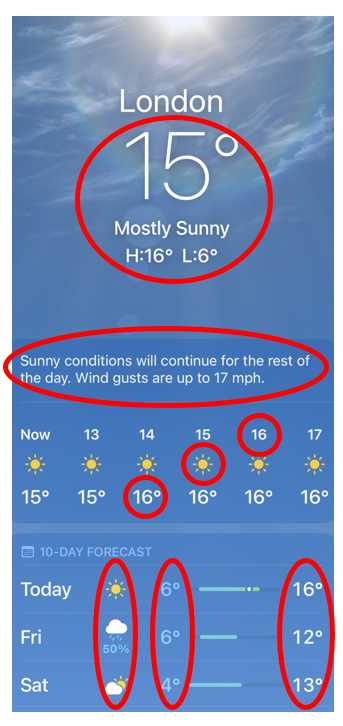 London
15°
Mostly Sunny
H:16° L:6°
Sunny conditions will continue for the rest of
the day. Wind gusts are up to 17 mph.
Now 13 14 15 16 17
15° 15° 16° 16° 16° 16°
10-DAY FORECAST
Today 6° 16°
Fri 50% 6° 12°
Sat 4° 13°